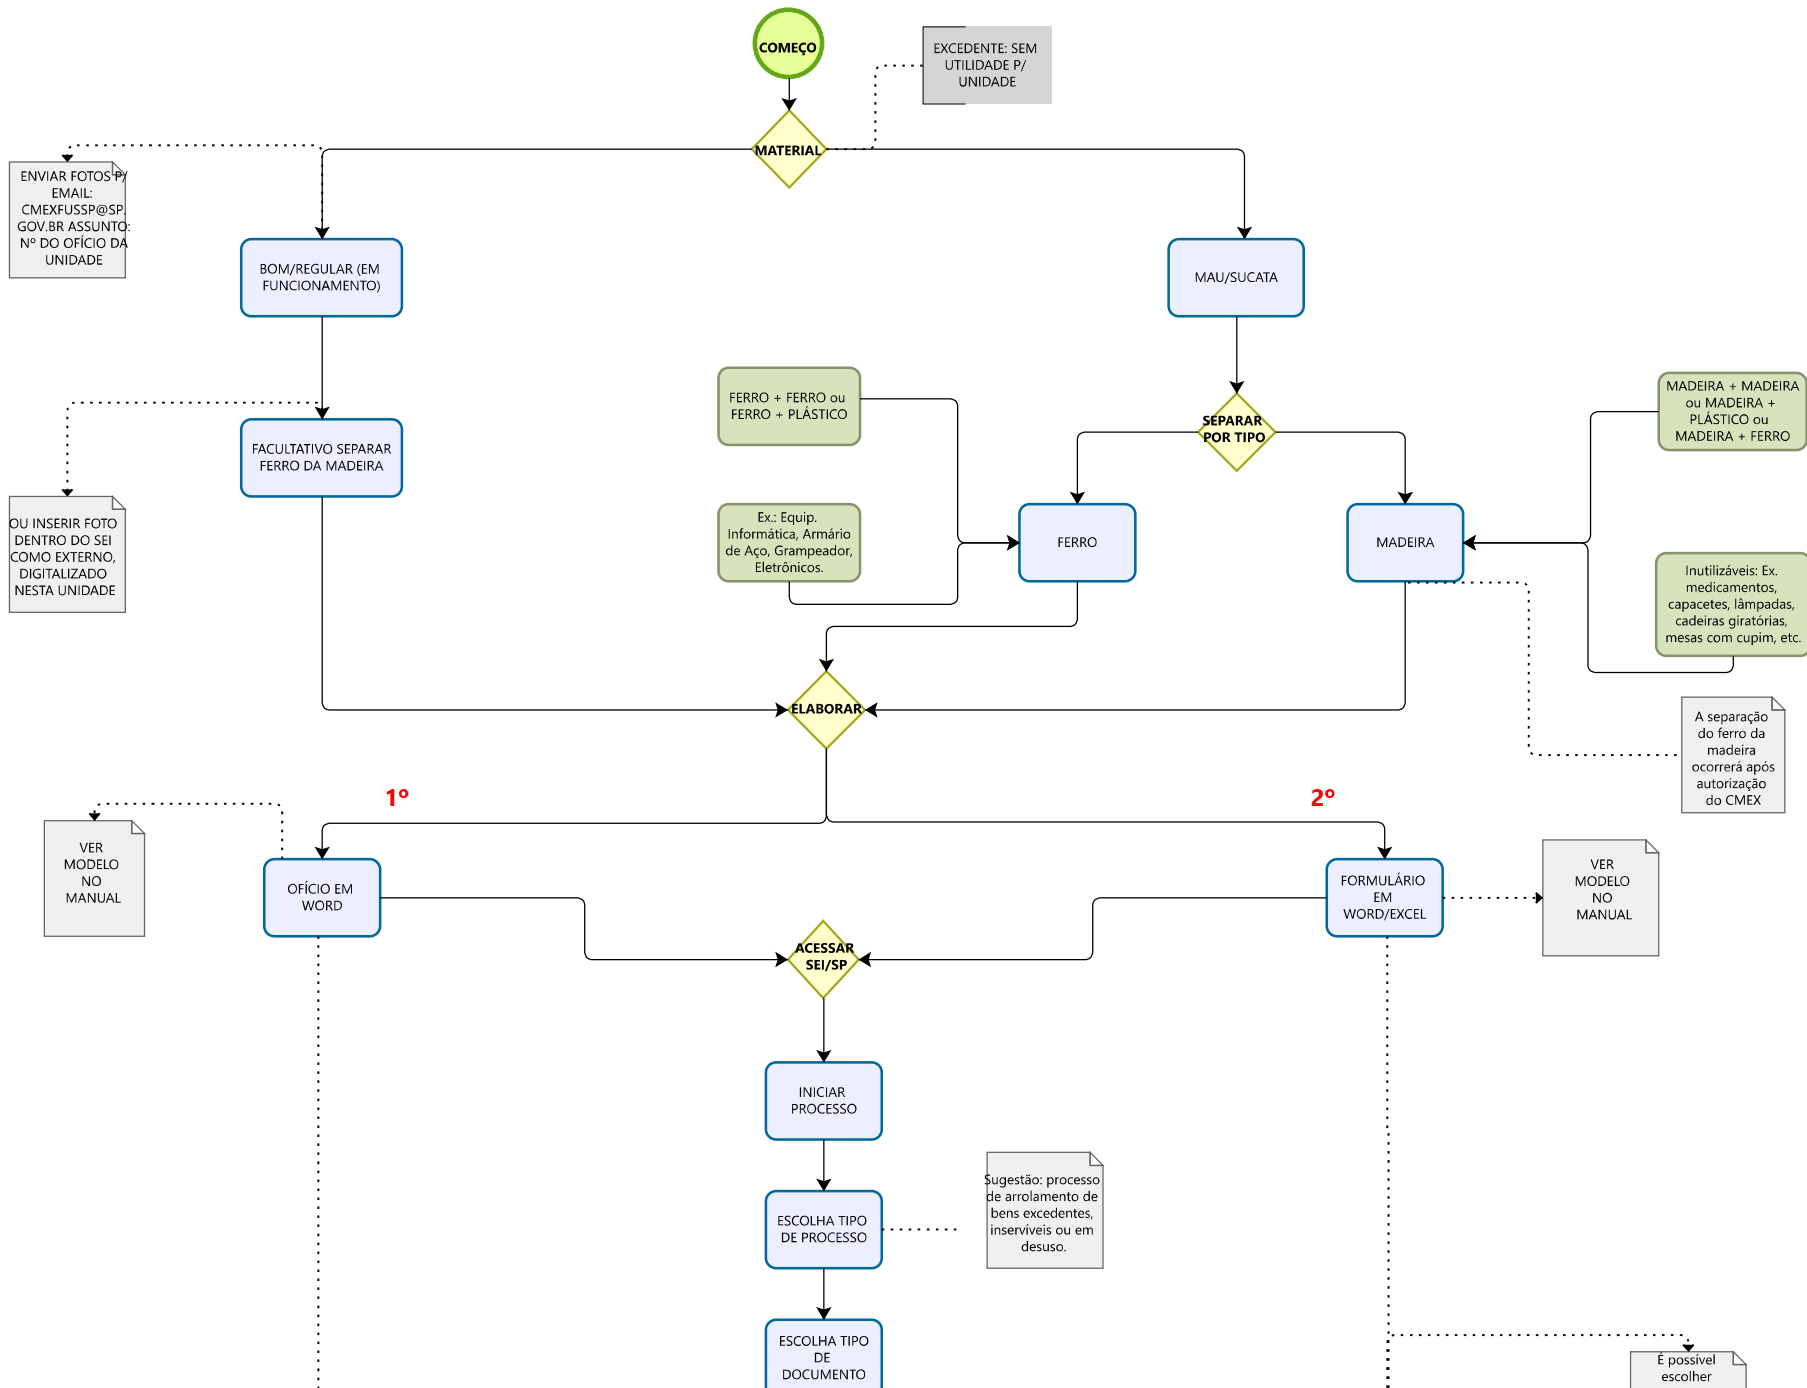 COMEÇO
EXCEDENTE: SEM
UTILIDADE P/
UNIDADE
MATERIAL
ENVIAR FOTOS P/
EMAIL:
CMEXFUSSP@SP.
GOV.BR ASSUNTO:
Nº DO OFÍCIO DA
UNIDADE
BOM/REGULAR (EM
FUNCIONAMENTO)
MAU/SUCATA
FERRO + FERRO ou
FERRO + PLÁSTICO
SEPARAR
POR TIPO
MADEIRA + MADEIRA
ou MADEIRA +
PLÁSTICO ou
MADEIRA + FERRO
FACULTATIVO SEPARAR
FERRO DA MADEIRA
OU INSERIR FOTO
DENTRO DO SEI
COMO EXTERNO,
DIGITALIZADO
NESTA UNIDADE
Ex.: Equip.
Informática, Armário
de Aço, Grampeador,
Eletrônicos.
FERRO
MADEIRA
Inutilizáveis: Ex.
medicamentos,
capacetes, lâmpadas,
cadeiras giratórias,
mesas com cupim, etc.
ELABORAR
A separação
do ferro da
madeira
ocorrerá após
autorização
do CMEX
1º
2º
VER
MODELO
NO
MANUAL
OFÍCIO EM
WORD
FORMULÁRIO
EM
WORD/EXCEL
VER
MODELO
NO
MANUAL
ACESSAR
SEI/SP
INICIAR
PROCESSO
ESCOLHA TIPO
DE PROCESSO
Sugestão: processo
de arrolamento de
bens excedentes,
inservíveis ou em
desuso.
ESCOLHA TIPO
DE
DOCUMENTO
É possível
escolher